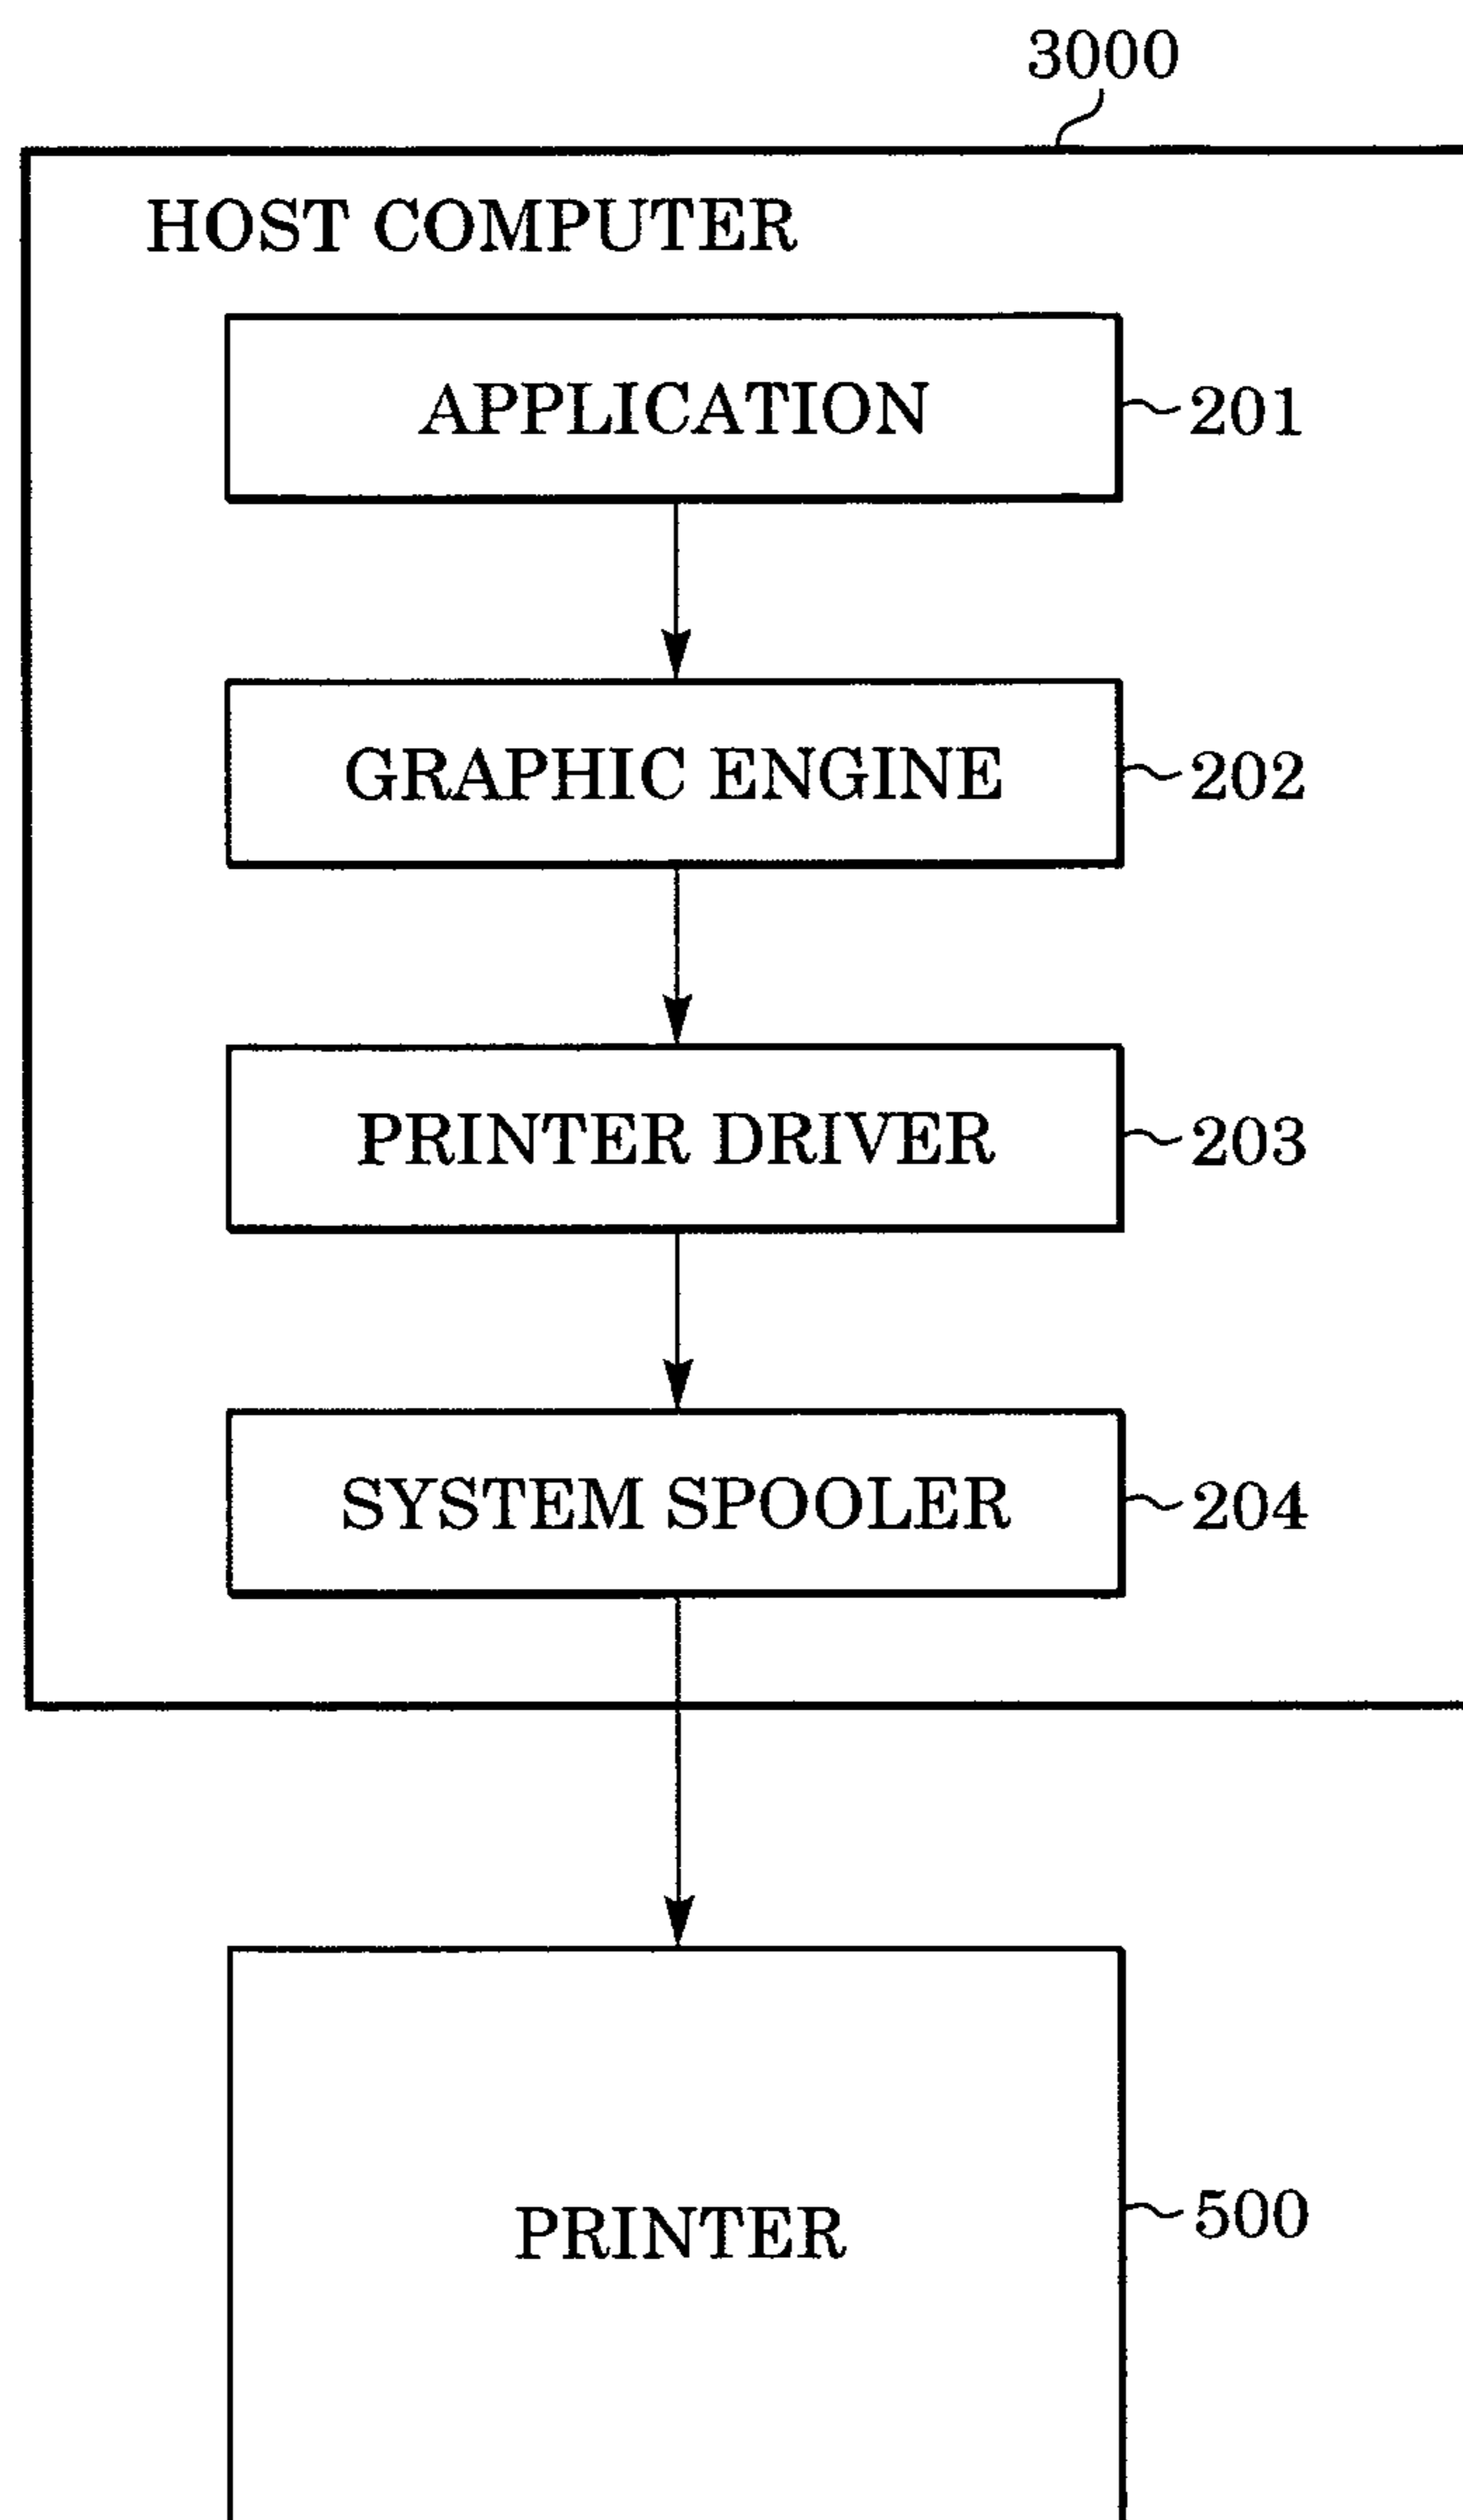 3000
HOST COMPUTER
APPLICATION 201
GRAPHIC ENGINE 202
PRINTER DRIVER 203
SYSTEM SPOOLER 204
PRINTER 500